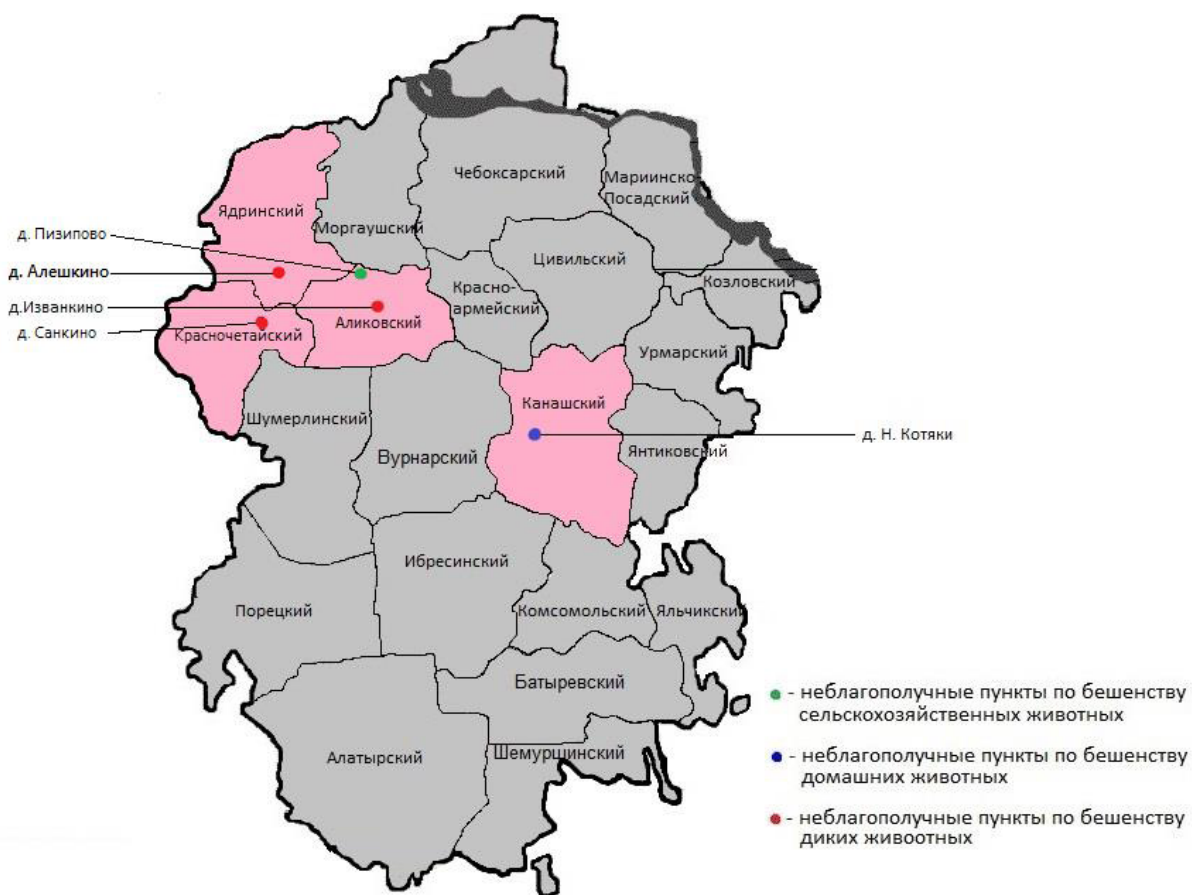 Чебоксарский
Мариинско-
Посадский
Ядринский
Моргаушский
д. Пизипово
Цивильский
д. Алешкино
Козловский
Красно-
армейский
д.Изванкино
Аликовский
д. Санкино
Красночетайский
Урмарский
Канашский
Шумерлинский
д. Н. Котяки
Янтиковский
Вурнарский
Ибресинский
Порецкий
Комсомольский
Яльчикский
Батыревский
Шемуршинский
Алатырский
- неблагополучные пункты по бешенству
сельскохозяйственных животных
- неблагополучные пункты по бешенству
домашних животных
- неблагополучные пункты по бешенству
диких живоотных